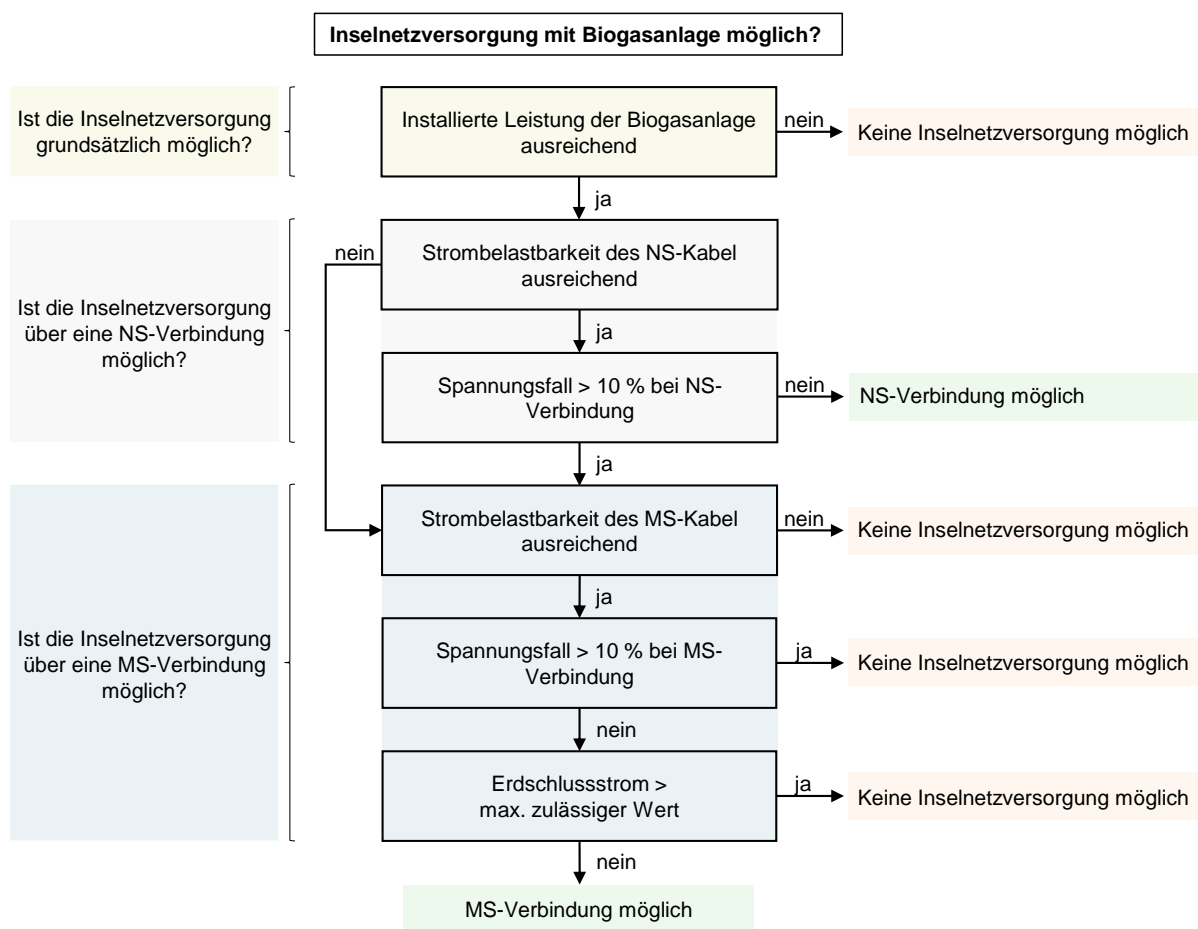 Inselnetzversorgung mit Biogasanlage möglich?
Ist die Inselnetzversorgung
grundsätzlich möglich?
Installierte Leistung der Biogasanlage
ausreichend
nein
Keine Inselnetzversorgung möglich
ja
Ist die Inselnetzversorgung
über eine NS-Verbindung
möglich?
nein
Strombelastbarkeit des NS-Kabel
ausreichend
ja
Spannungsfall > 10 % bei NS-
Verbindung
nein
NS-Verbindung möglich
ja
Ist die Inselnetzversorgung
über eine MS-Verbindung
möglich?
Strombelastbarkeit des MS-Kabel
ausreichend
nein
Keine Inselnetzversorgung möglich
ja
Spannungsfall > 10 % bei MS-
Verbindung
ja
Keine Inselnetzversorgung möglich
nein
Erdschlussstrom >
max. zulässiger Wert
ja
Keine Inselnetzversorgung möglich
nein
MS-Verbindung möglich